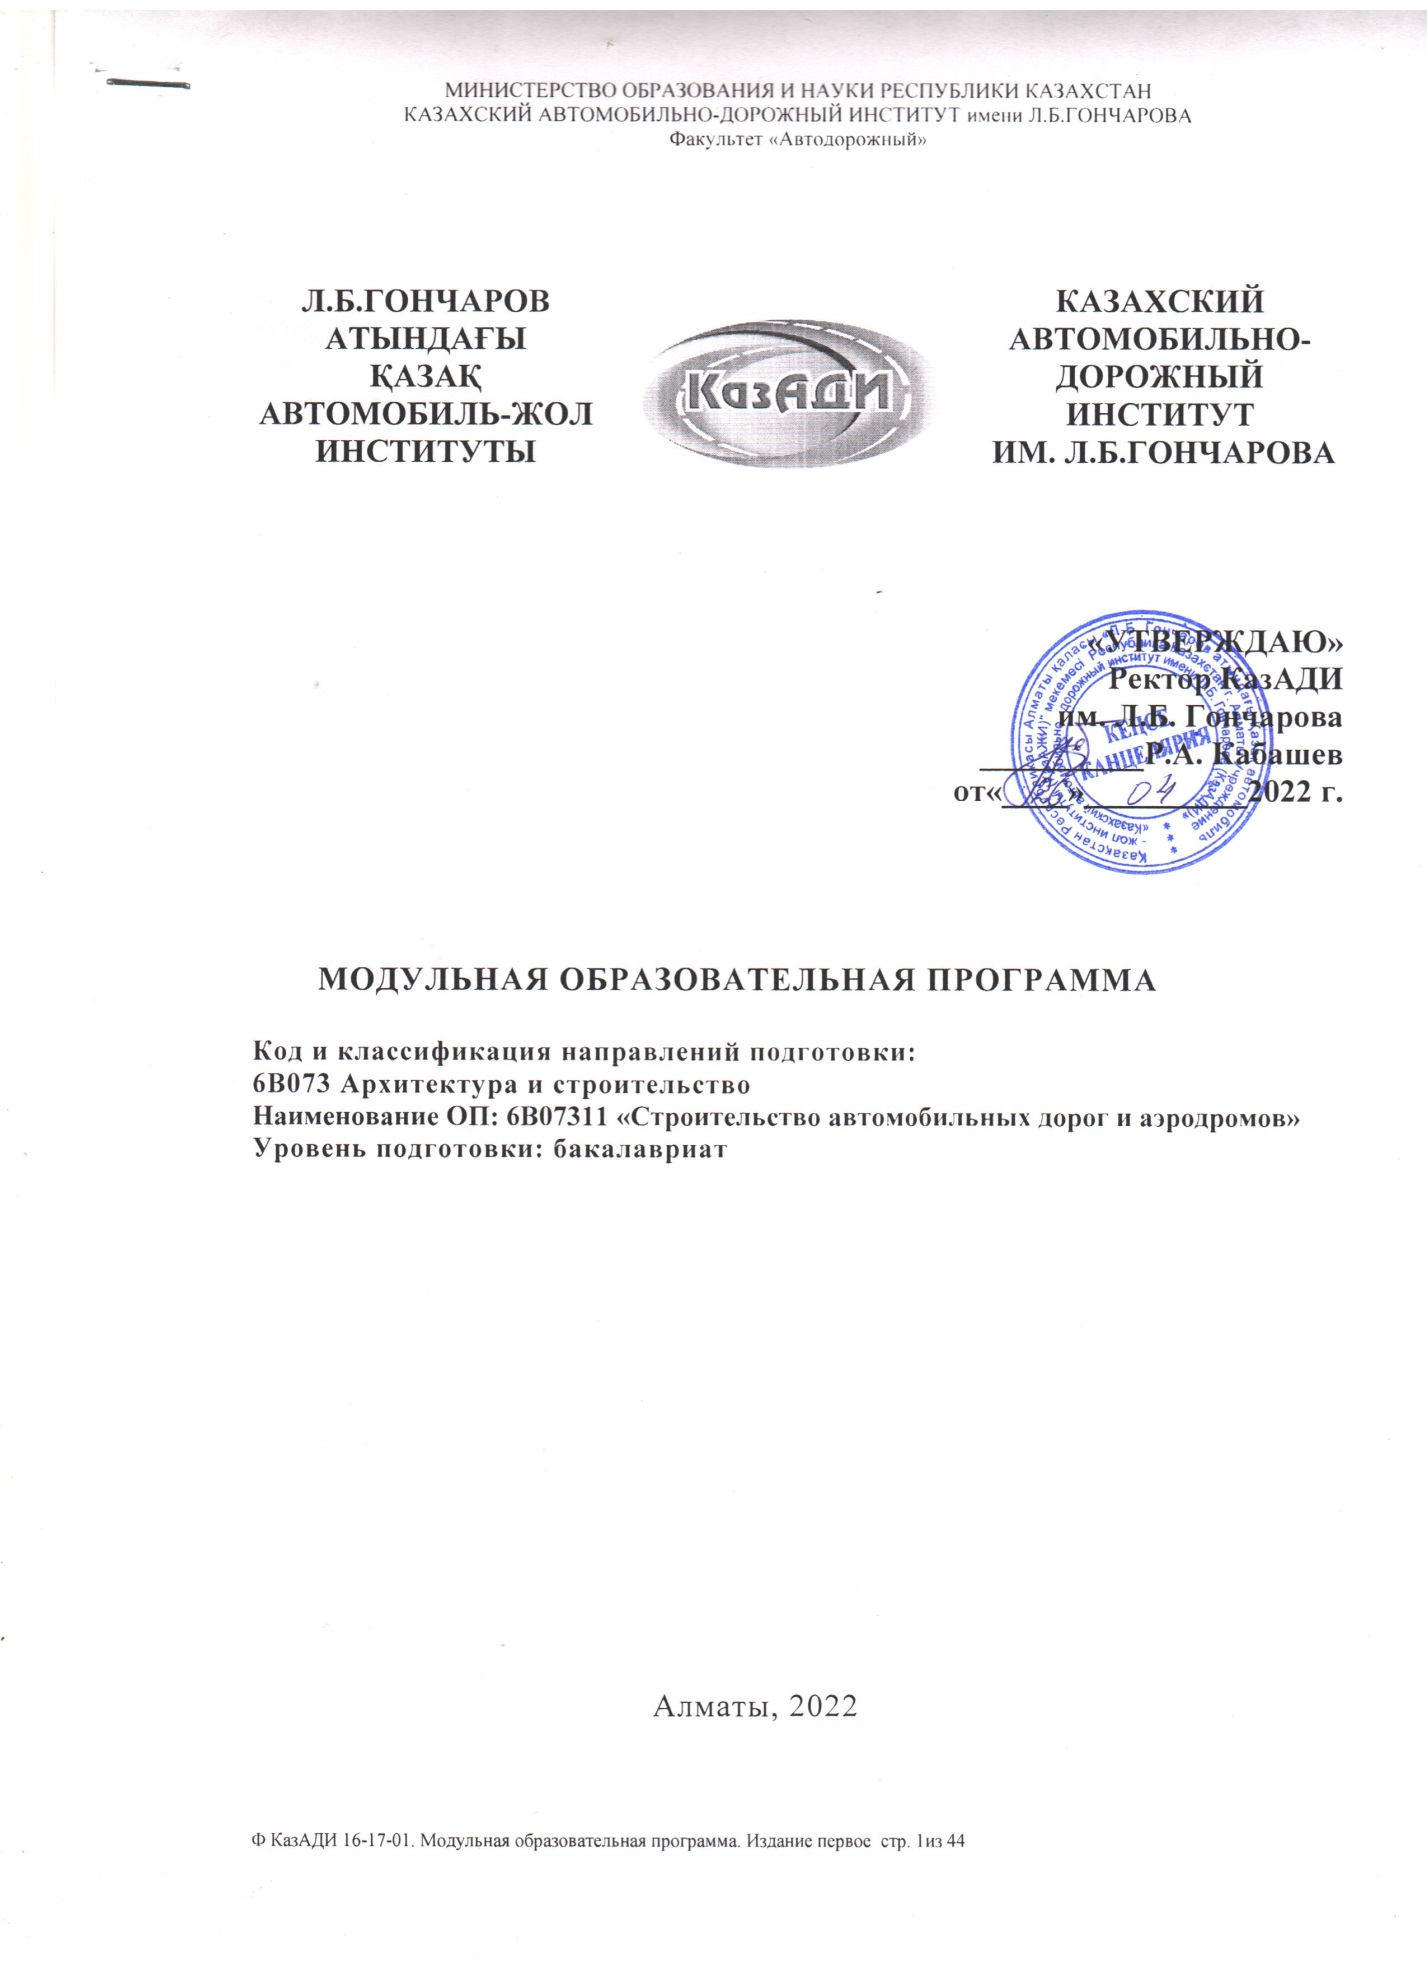 МИНИСТЕРСТВО ОБРАЗОВАНИЯ И НАУКИ РЕСПУБЛИКИ КАЗАХСТАН
КАЗАХСКИЙ АВТОМОБИЛЬНО-ДОРОЖНЫЙ ИНСТИТУТ имени Л.Б.ГОНЧАРОВА
Факультет «Автодорожный»
Л.Б.ГОНЧАРОВ
АТЫНДАҒЫ
ҚАЗАҚ
АВТОМОБИЛЬ-ЖОЛ
ИНСТИТУТЫ
КазАДИ
КАЗАХСКИЙ
АВТОМОБИЛЬНО-
ДОРОЖНЫЙ
ИНСТИТУТ
ИМ. Л.Б.ГОНЧАРОВА
«УТВЕРЖДАЮ»
Ректор КазАДИ
им. Л.Б. Гончарова
Р.А. Кабашев
от« » 04 2022 г.
КЕҢСЕ
КАНЦЕЛЯРИЯ
МОДУЛЬНАЯ ОБРАЗОВАТЕЛЬНАЯ ПРОГРАММА
Код и классификация направлений подготовки:
6В073 Архитектура и строительство
Наименование ОП: 6В07311 «Строительство автомобильных дорог и аэродромов»
Уровень подготовки: бакалавриат
Алматы, 2022
Ф КазАДИ 16-17-01. Модульная образовательная программа. Издание первое стр. 1из 44